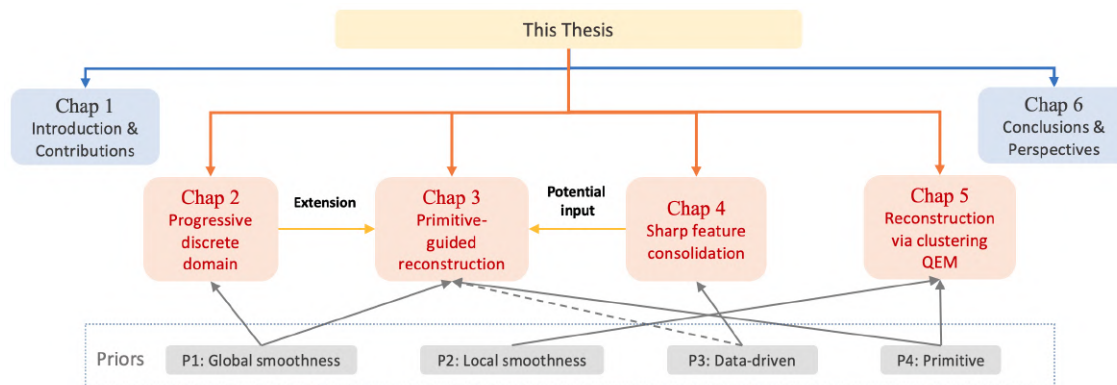 This Thesis
Chap 1
Introduction &
Contributions
Chap 6
Conclusions &
Perspectives
Chap 2
Progressive
discrete
domain
Extension
Chap 3
Primitive-
guided
reconstruction
Potential
input
Chap 4
Sharp feature
consolidation
Chap 5
Reconstruction
via clustering
QEM
Priors
P1: Global smoothness
P2: Local smoothness
P3: Data-driven
P4: Primitive